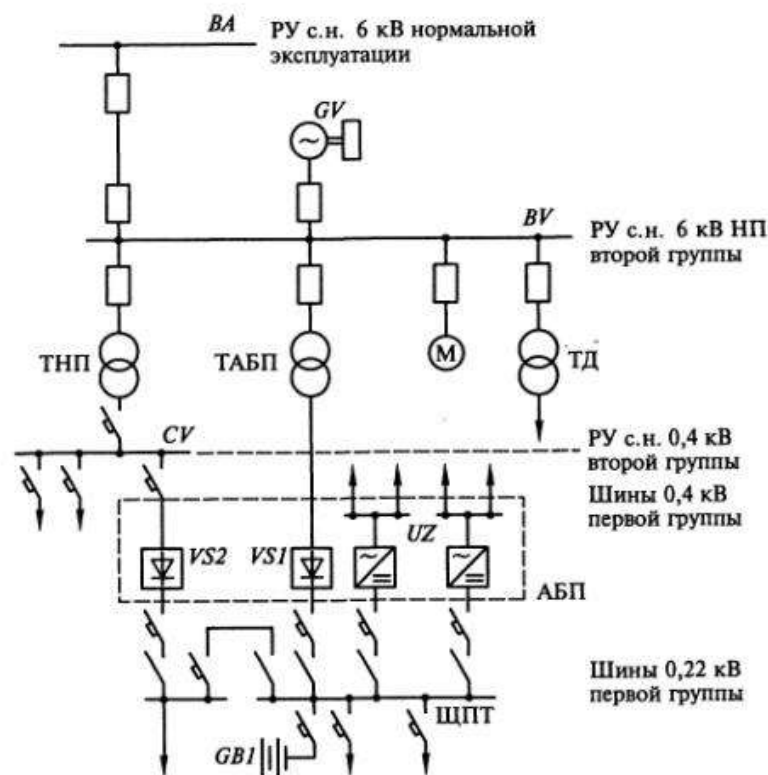 BA
РУ с.н. 6 кВ нормальной
эксплуатации
GV
~
BV
РУ с.н. 6 кВ НП
второй группы
ТНП
ТАБП
М
ТД
CV
РУ с.н. 0,4 кВ
второй группы
Шины 0,4 кВ
первой группы
UZ
VS2
VS1
~
~
АБП
Шины 0,22 кВ
первой группы
ЩПТ
GB1